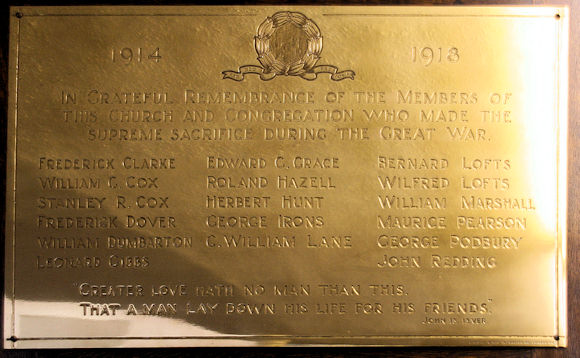 1914 1918
IN GRATEFUL REMEMBRANCE OF THE MEMBERS OF
THIS CHURCH AND CONGREGATION WHO MADE THE
SUPREME SACRIFICE DURING THE GREAT WAR.
FREDERICK CLARKE EDWARD C. GRACE BERNARD LOFTS
WILLIAM G. COX ROLAND HAZELL WILFRED LOFTS
STANLEY R. COX HERBERT HUNT WILLIAM MARSHALL
FREDERICK DOVER GEORGE IRONS MAURICE PEARSON
WILLIAM DUMBARTON G. WILLIAM LANE GEORGE PODBURY
LEONARD GIBBS JOHN REDDING
"GREATER LOVE HATH NO MAN THAN THIS,
THAT A MAN LAY DOWN HIS LIFE FOR HIS FRIENDS."
JOHN